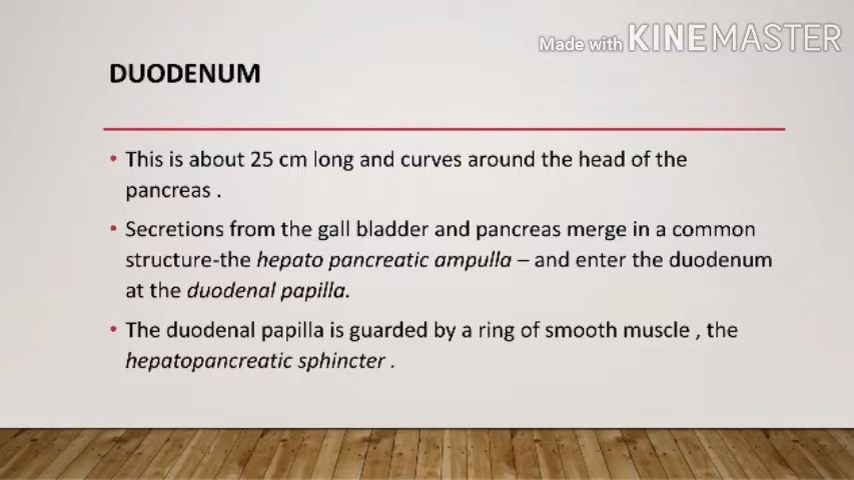 Made with KINEMASTER
DUODENUM
• This is about 25 cm long and curves around the head of the
pancreas .
• Secretions from the gall bladder and pancreas merge in a common
structure-the hepato pancreatic ampulla – and enter the duodenum
at the duodenal papilla.
• The duodenal papilla is guarded by a ring of smooth muscle , the
hepatopancreatic sphincter .